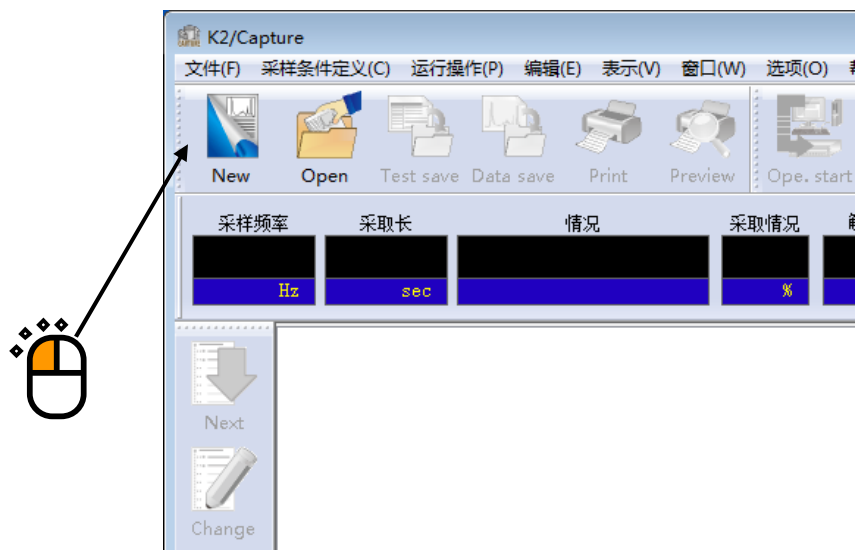 K2/Capture
文件(F) 采样条件定义(C) 运行操作(P) 编辑(E) 表示(V) 窗口(W) 选项(O)
New Open Test save Data save Print Preview Ope. start
采样频率 采取长 情况 采取情况
Hz sec %
Next
Change